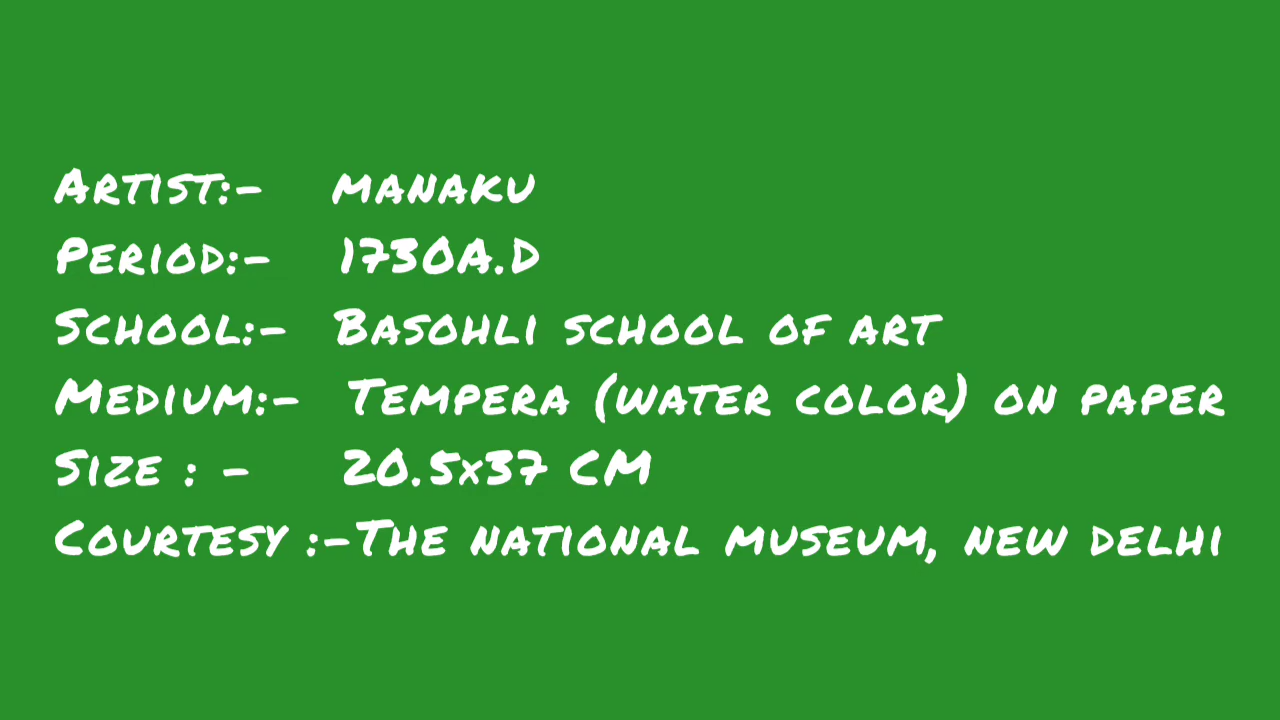 Artist:- manaku
Period:- 1730A.D
School:- Basohli school of art
Medium:- Tempera (water color) on paper
Size : - 20.5x37 CM
Courtesy :-The national museum, new delhi